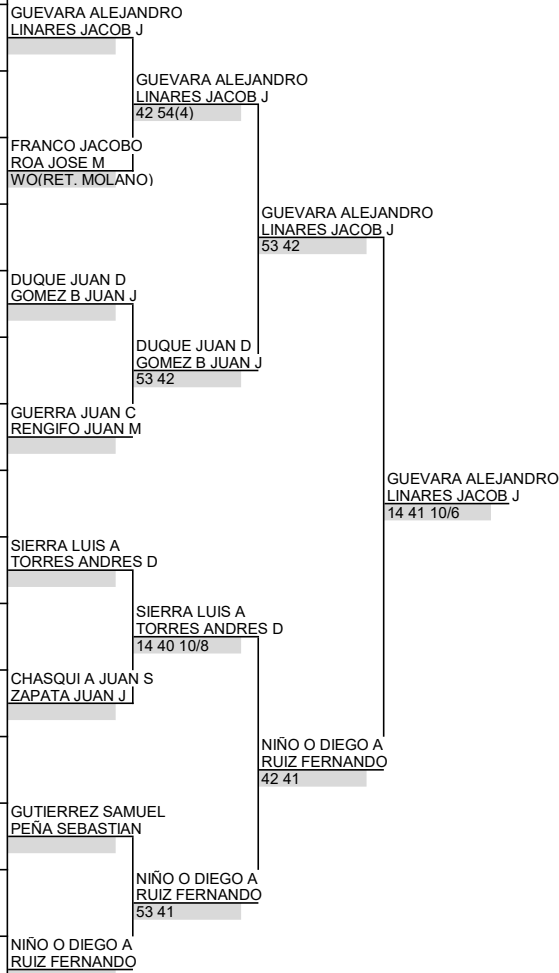 GUEVARA ALEJANDRO
LINARES JACOB J
GUEVARA ALEJANDRO
LINARES JACOB J
42 54(4)
FRANCO JACOBO
ROA JOSE M
WO(RET. MOLANO)
GUEVARA ALEJANDRO
LINARES JACOB J
53 42
DUQUE JUAN D
GOMEZ B JUAN J
DUQUE JUAN D
GOMEZ B JUAN J
53 42
GUERRA JUAN C
RENGIFO JUAN M
GUEVARA ALEJANDRO
LINARES JACOB J
14 41 10/6
SIERRA LUIS A
TORRES ANDRES D
SIERRA LUIS A
TORRES ANDRES D
14 40 10/8
CHASQUI A JUAN S
ZAPATA JUAN J
NIÑO O DIEGO A
RUIZ FERNANDO
42 41
GUTIERREZ SAMUEL
PEÑA SEBASTIAN
NIÑO O DIEGO A
RUIZ FERNANDO
53 41
NIÑO O DIEGO A
RUIZ FERNANDO